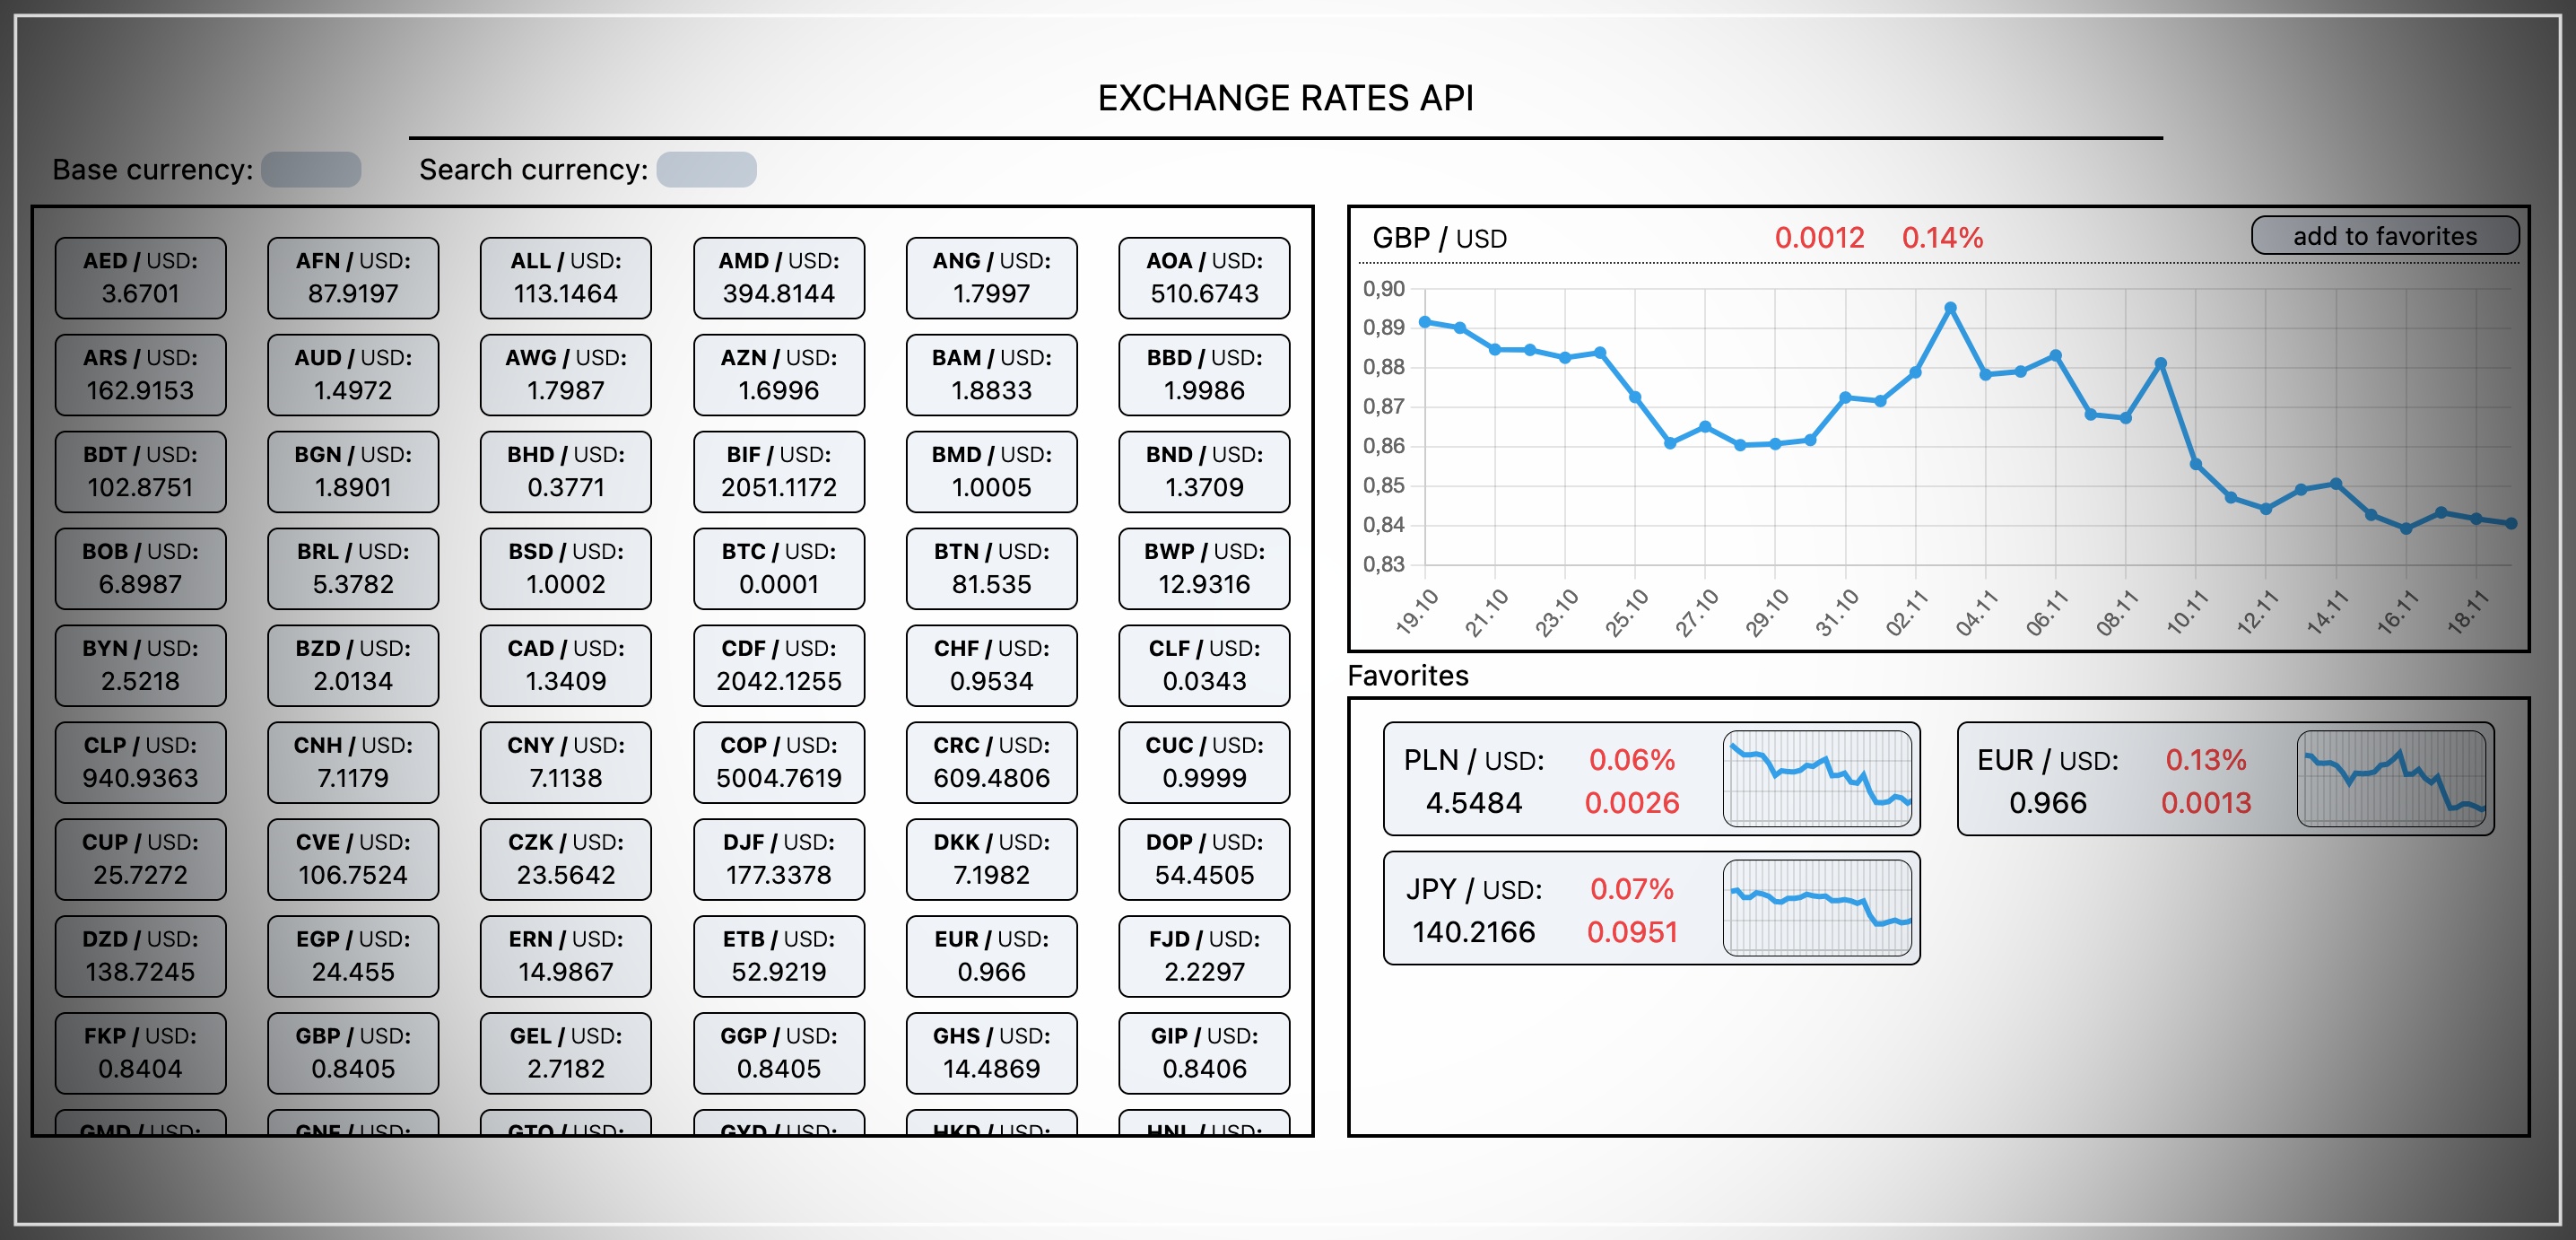 EXCHANGE RATES API
Base currency:
Search currency:
AED / USD:
3.6701
AFN / USD:
87.9197
ALL / USD:
113.1464
AMD / USD:
394.8144
ANG / USD:
1.7997
AOA / USD:
510.6743
ARS / USD:
162.9153
AUD / USD:
1.4972
AWG / USD:
1.7987
AZN / USD:
1.6996
BAM / USD:
1.8833
BBD / USD:
1.9986
BDT / USD:
102.8751
BGN / USD:
1.8901
BHD / USD:
0.3771
BIF / USD:
2051.1172
BMD / USD:
1.0005
BND / USD:
1.3709
BOB / USD:
6.8987
BRL / USD:
5.3782
BSD / USD:
1.0002
BTC / USD:
0.0001
BTN / USD:
81.535
BWP / USD:
12.9316
BYN / USD:
2.5218
BZD / USD:
2.0134
CAD / USD:
1.3409
CDF / USD:
2042.1255
CHF / USD:
0.9534
CLF / USD:
0.0343
CLP / USD:
940.9363
CNH / USD:
7.1179
CNY / USD:
7.1138
COP / USD:
5004.7619
CRC / USD:
609.4806
CUC / USD:
0.9999
CUP / USD:
25.7272
CVE / USD:
106.7524
CZK / USD:
23.5642
DJF / USD:
177.3378
DKK / USD:
7.1982
DOP / USD:
54.4505
DZD / USD:
138.7245
EGP / USD:
24.455
ERN / USD:
14.9867
ETB / USD:
52.9219
EUR / USD:
0.966
FJD / USD:
2.2297
FKP / USD:
0.8404
GBP / USD:
0.8405
GEL / USD:
2.7182
GGP / USD:
0.8405
GHS / USD:
14.4869
GIP / USD:
0.8406
GMD / USD:
GNF / USD:
GTQ / USD:
GYD / USD:
HKD / USD:
HNL / USD:
GBP / USD
0.0012
0.14%
add to favorites
0,90
0,89
0,88
0,87
0,86
0,85
0,84
0,83
19.10
21.10
23.10
25.10
27.10
29.10
31.10
02.11
04.11
06.11
08.11
10.11
12.11
14.11
16.11
18.11
Favorites
PLN / USD:
4.5484
0.06%
0.0026
EUR / USD:
0.966
0.13%
0.0013
JPY / USD:
140.2166
0.07%
0.0951